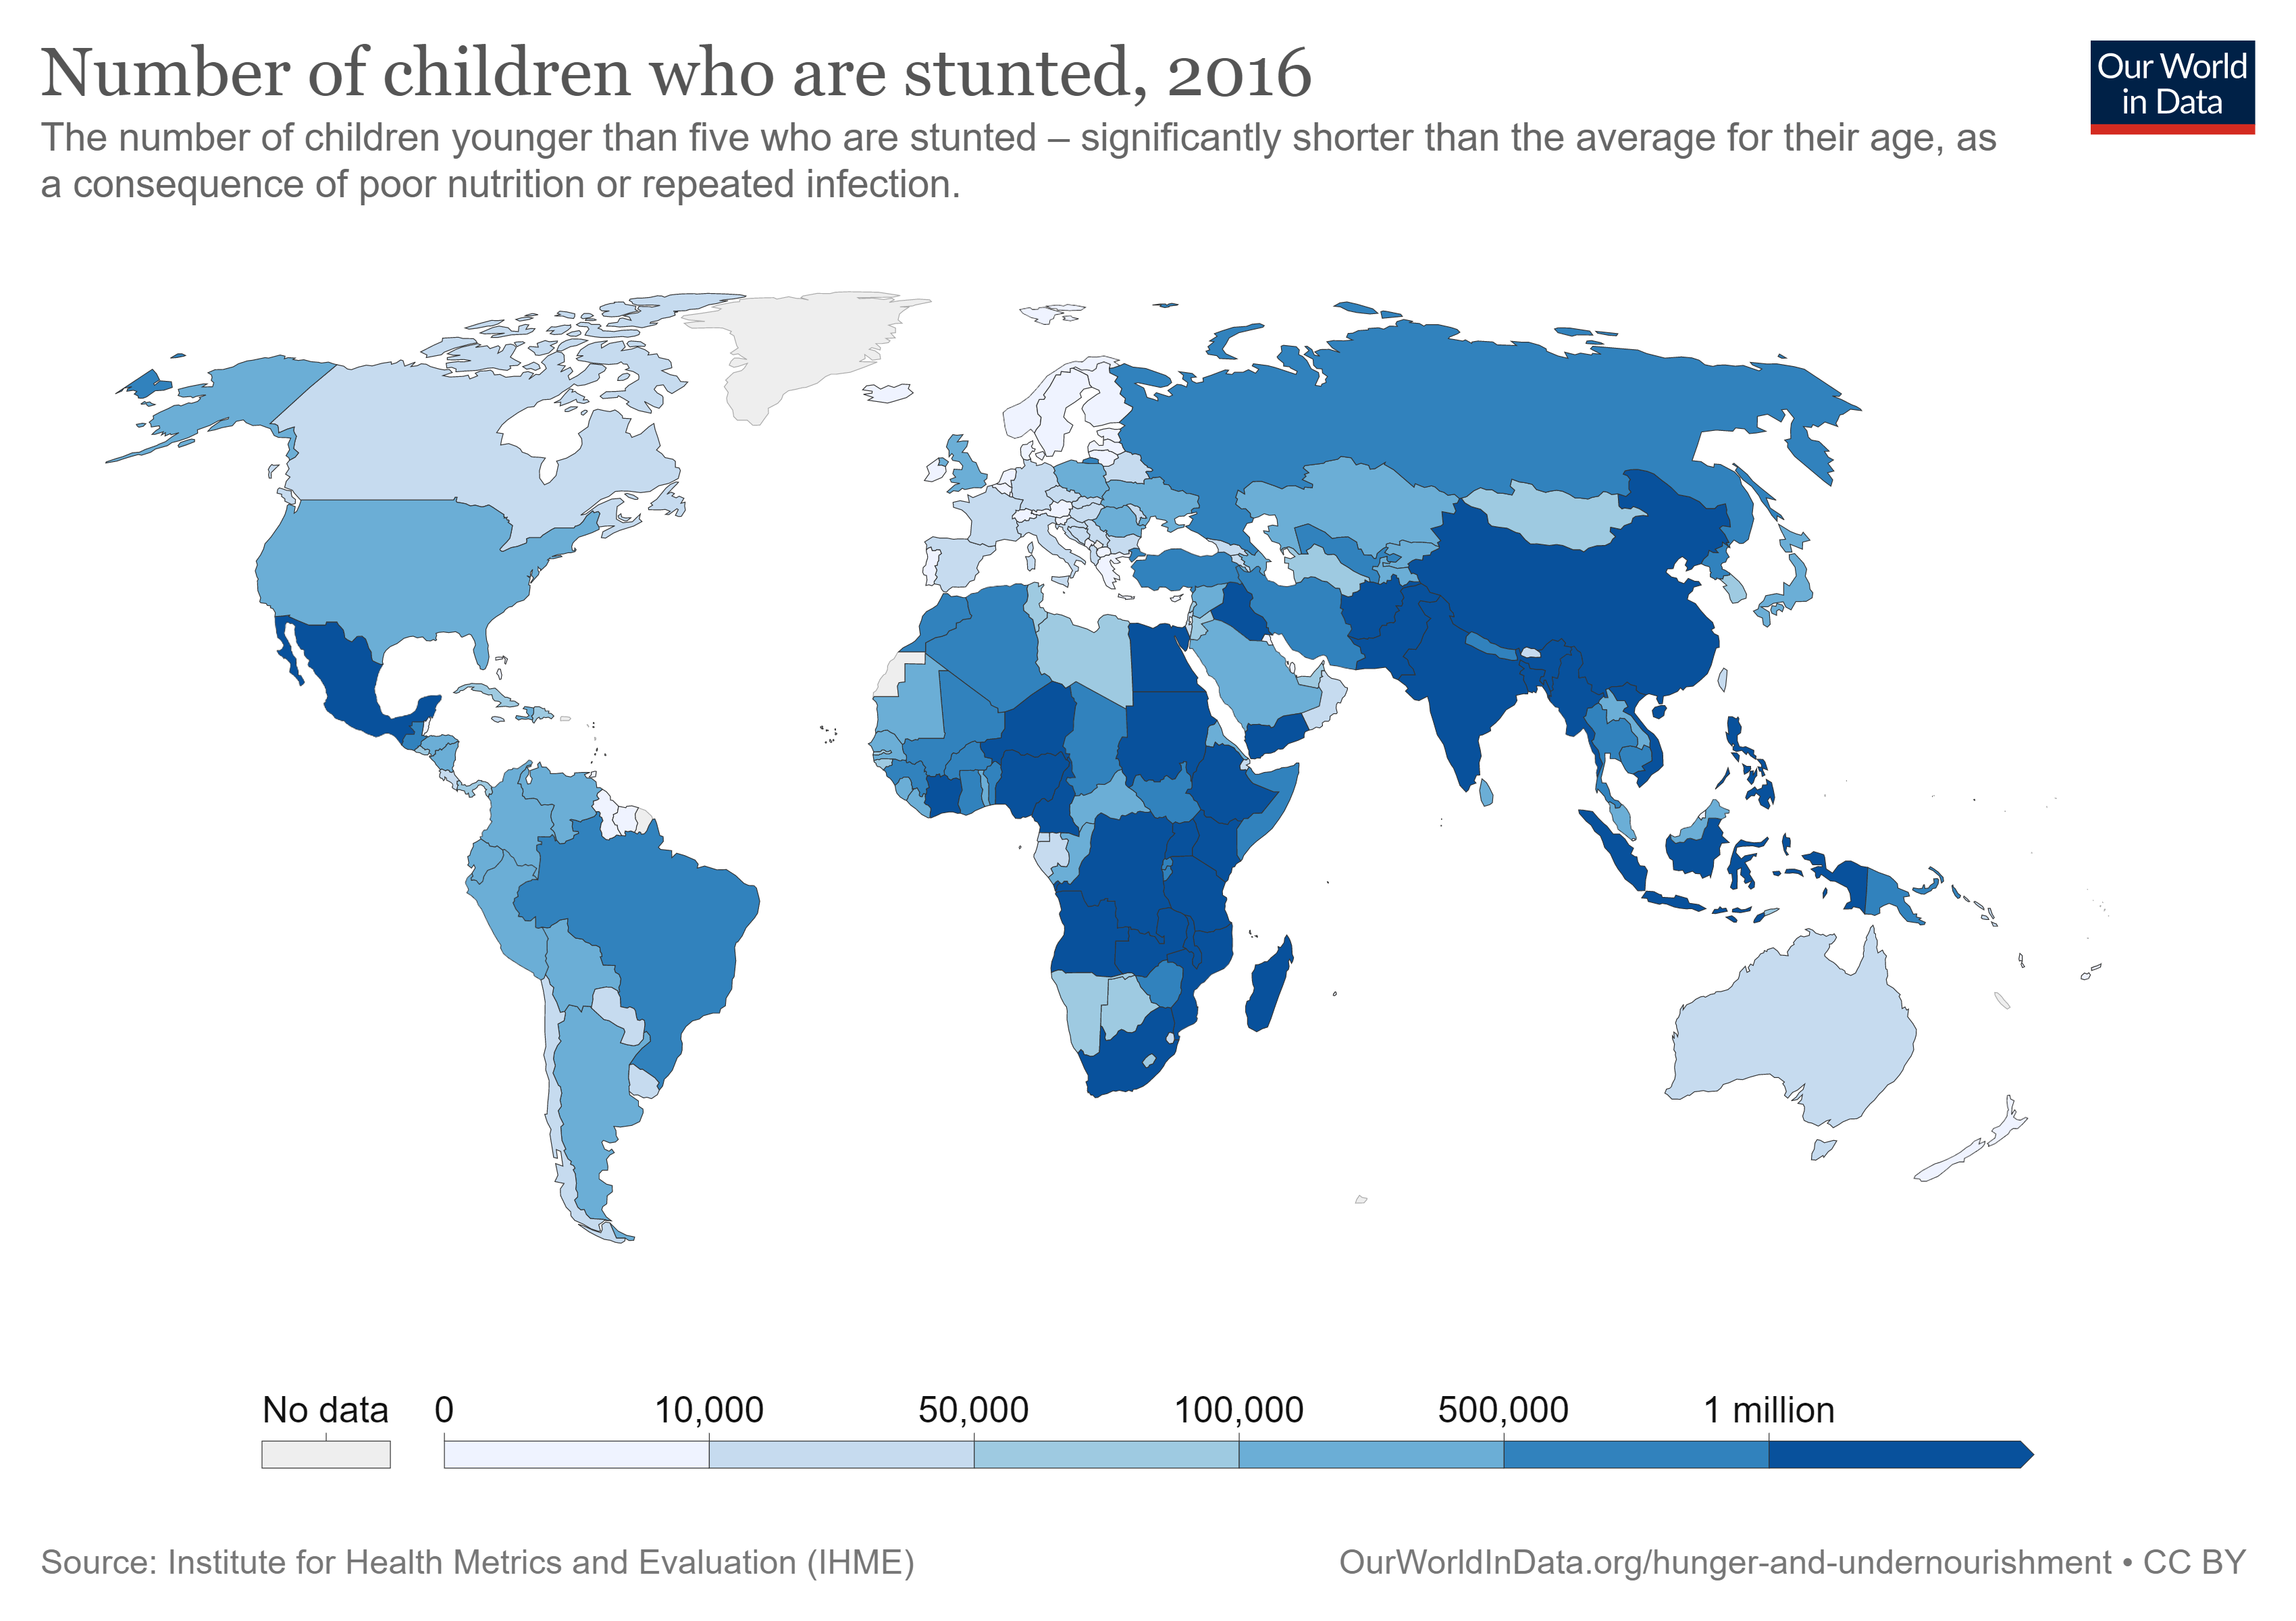 Number of children who are stunted, 2016
Our World
in Data
The number of children younger than five who are stunted – significantly shorter than the average for their age, as
a consequence of poor nutrition or repeated infection.
No data
0
10,000
50,000
100,000
500,000
1 million
Source: Institute for Health Metrics and Evaluation (IHME)
OurWorldInData.org/hunger-and-undernourishment • CC BY